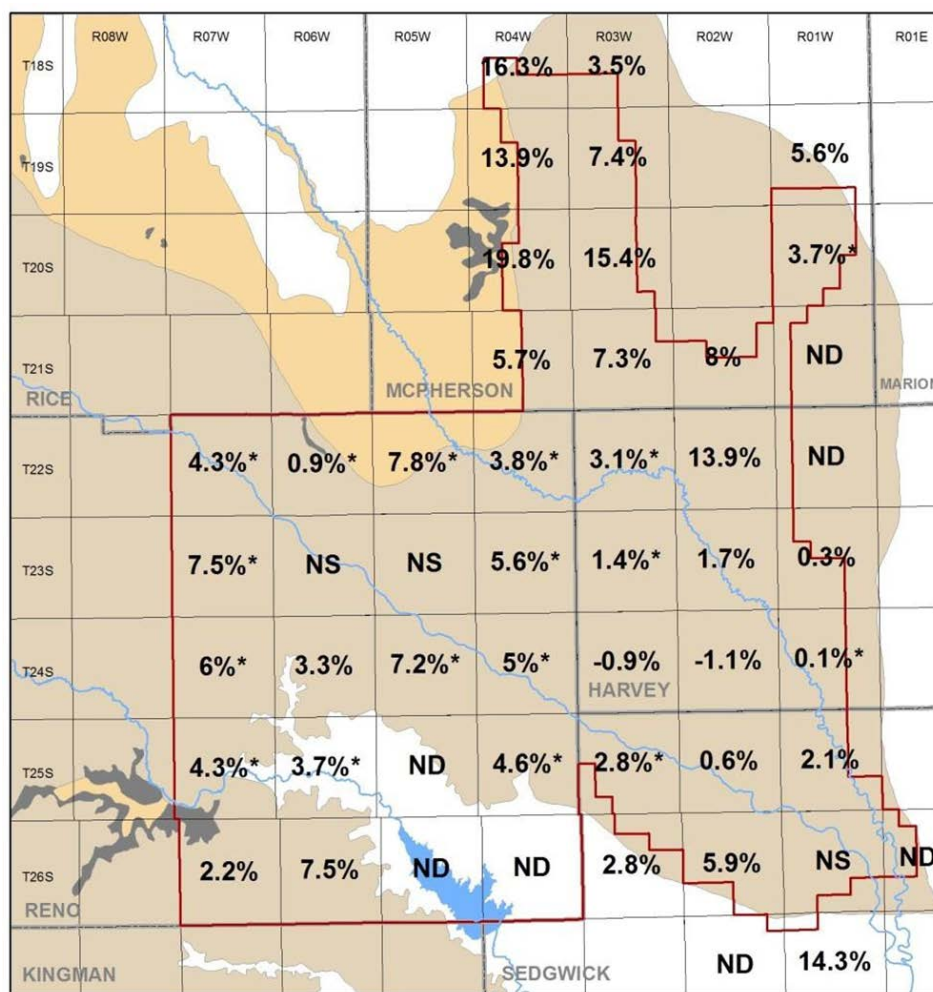 R08W R07W R06W R05W R04W R03W R02W R01W R01E
T18S 16.3% 3.5%
T19S 13.9% 7.4% 5.6%
T20S 19.8% 15.4% 3.7%*
T21S 5.7% 7.3% 8% ND
RICE MCPHERSON MARION
T22S 4.3%* 0.9%* 7.8%* 3.8%* 3.1%* 13.9% ND
T23S 7.5%* NS NS 5.6%* 1.4%* 1.7% 0.3%
T24S 6%* 3.3% 7.2%* 5%* -0.9% -1.1% 0.1%*
HARVEY
T25S 4.3%* 3.7%* ND 4.6%* 2.8%* 0.6% 2.1%
T26S 2.2% 7.5% ND ND 2.8% 5.9% NS ND
RENO
KINGMAN SEDGWICK ND 14.3%